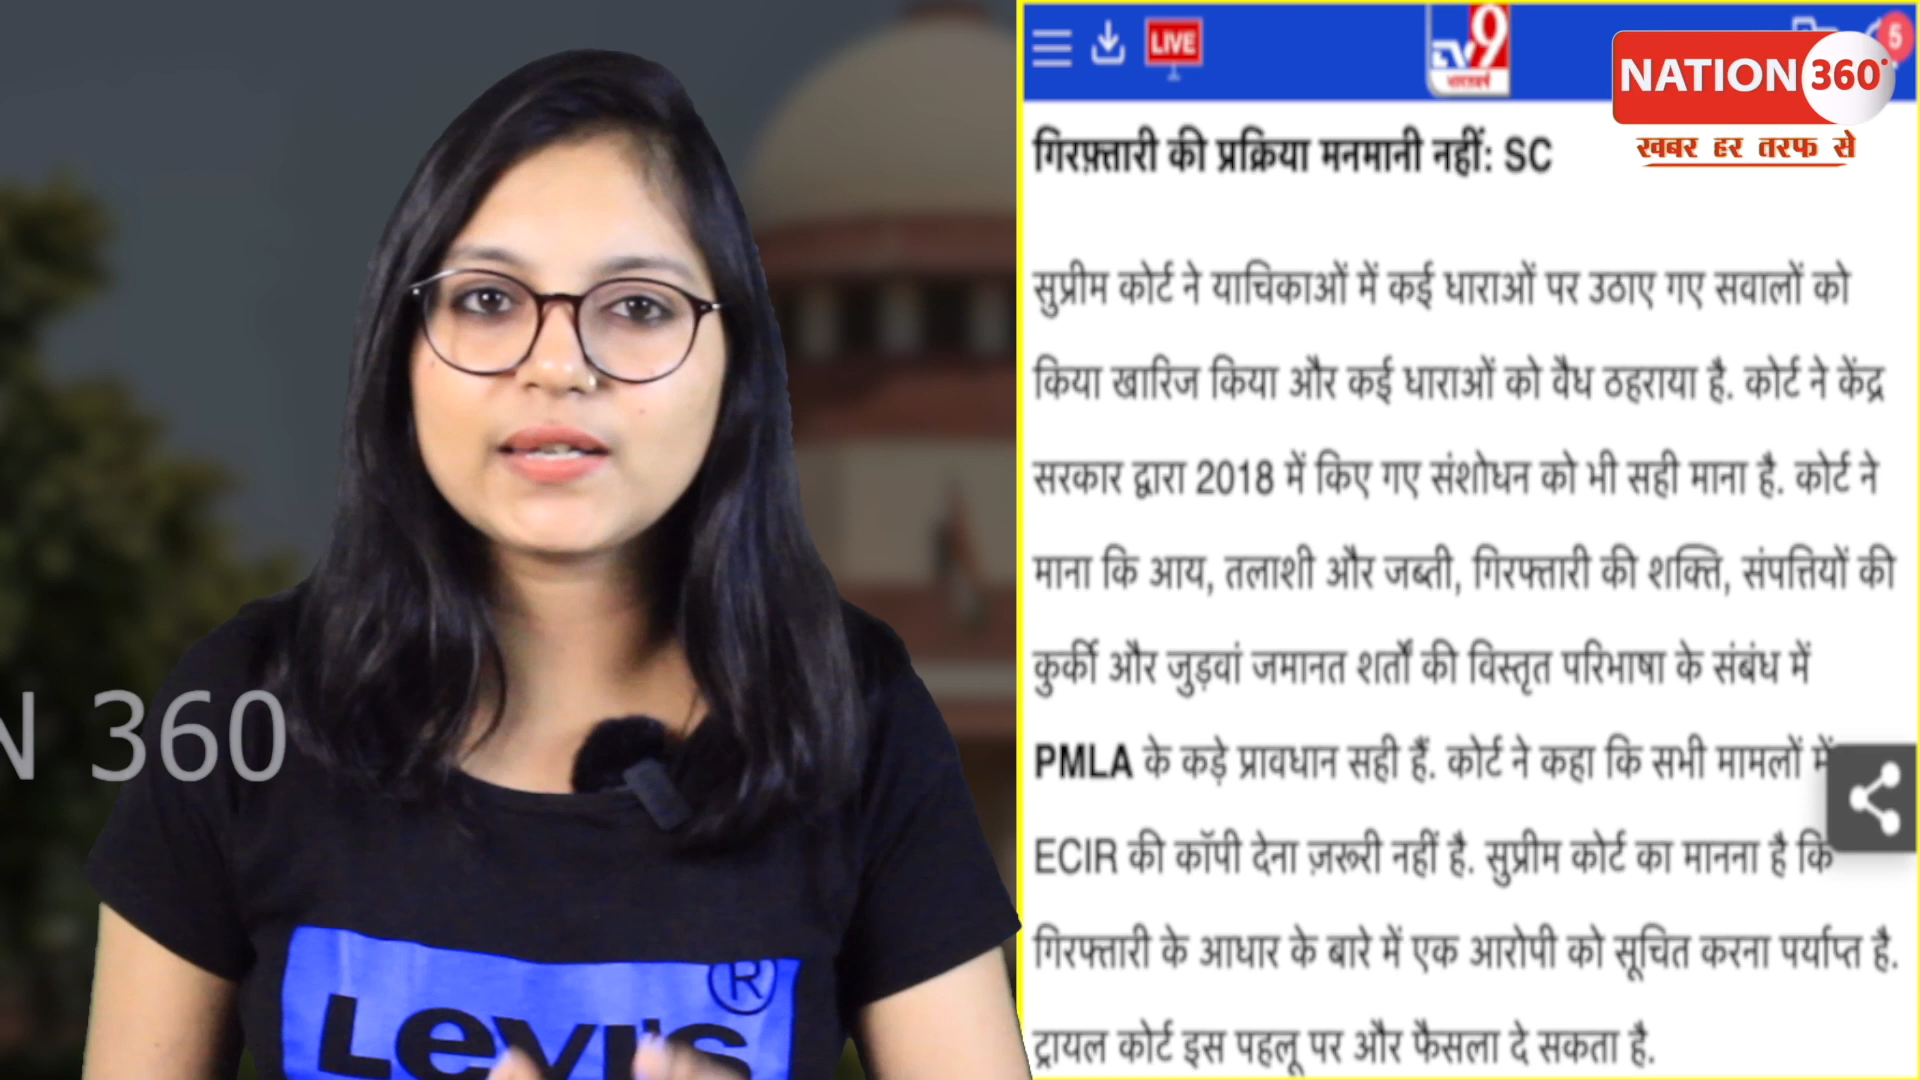 LIVE
TV9
भारतवर्ष
5
NATION 360°
खबर हर तरफ से
गिरफ़्तारी की प्रक्रिया मनमानी नहीं: SC
सुप्रीम कोर्ट ने याचिकाओं में कई धाराओं पर उठाए गए सवालों को
किया खारिज किया और कई धाराओं को वैध ठहराया है. कोर्ट ने केंद्र
सरकार द्वारा 2018 में किए गए संशोधन को भी सही माना है. कोर्ट ने
माना कि आय, तलाशी और जब्ती, गिरफ्तारी की शक्ति, संपत्तियों की
कुर्की और जुड़वां जमानत शर्तों की विस्तृत परिभाषा के संबंध में
PMLA के कड़े प्रावधान सही हैं. कोर्ट ने कहा कि सभी मामलों में
ECIR की कॉपी देना ज़रूरी नहीं है. सुप्रीम कोर्ट का मानना है कि
गिरफ्तारी के आधार के बारे में एक आरोपी को सूचित करना पर्याप्त है.
ट्रायल कोर्ट इस पहलू पर और फैसला दे सकता है.
N 360
Levi's ®